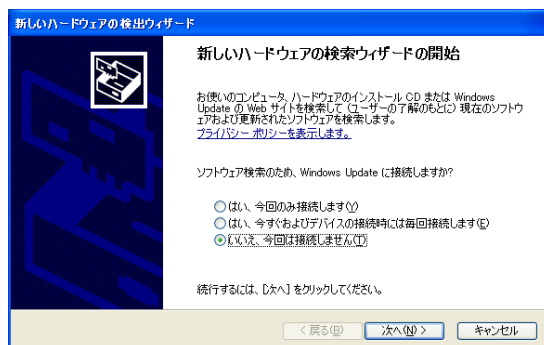 新しいハードウェアの検出ウィザード
新しいハードウェアの検索ウィザードの開始
お使いのコンピュータ、ハードウェアのインストール CD または Windows
Update の Web サイトを検索して (ユーザーの了解のもとに) 現在のソフトウ
ェアおよび更新されたソフトウェアを検索します。
プライバシー ポリシーを表示します。
ソフトウェア検索のため、Windows Update に接続しますか?
はい、今回のみ接続します(Y)
はい、今すぐおよびデバイスの接続時には毎回接続します(E)
いいえ、今回は接続しません(T)
続行するには、[次へ] をクリックしてください。
< 戻る(B)
次へ(N) >
キャンセル